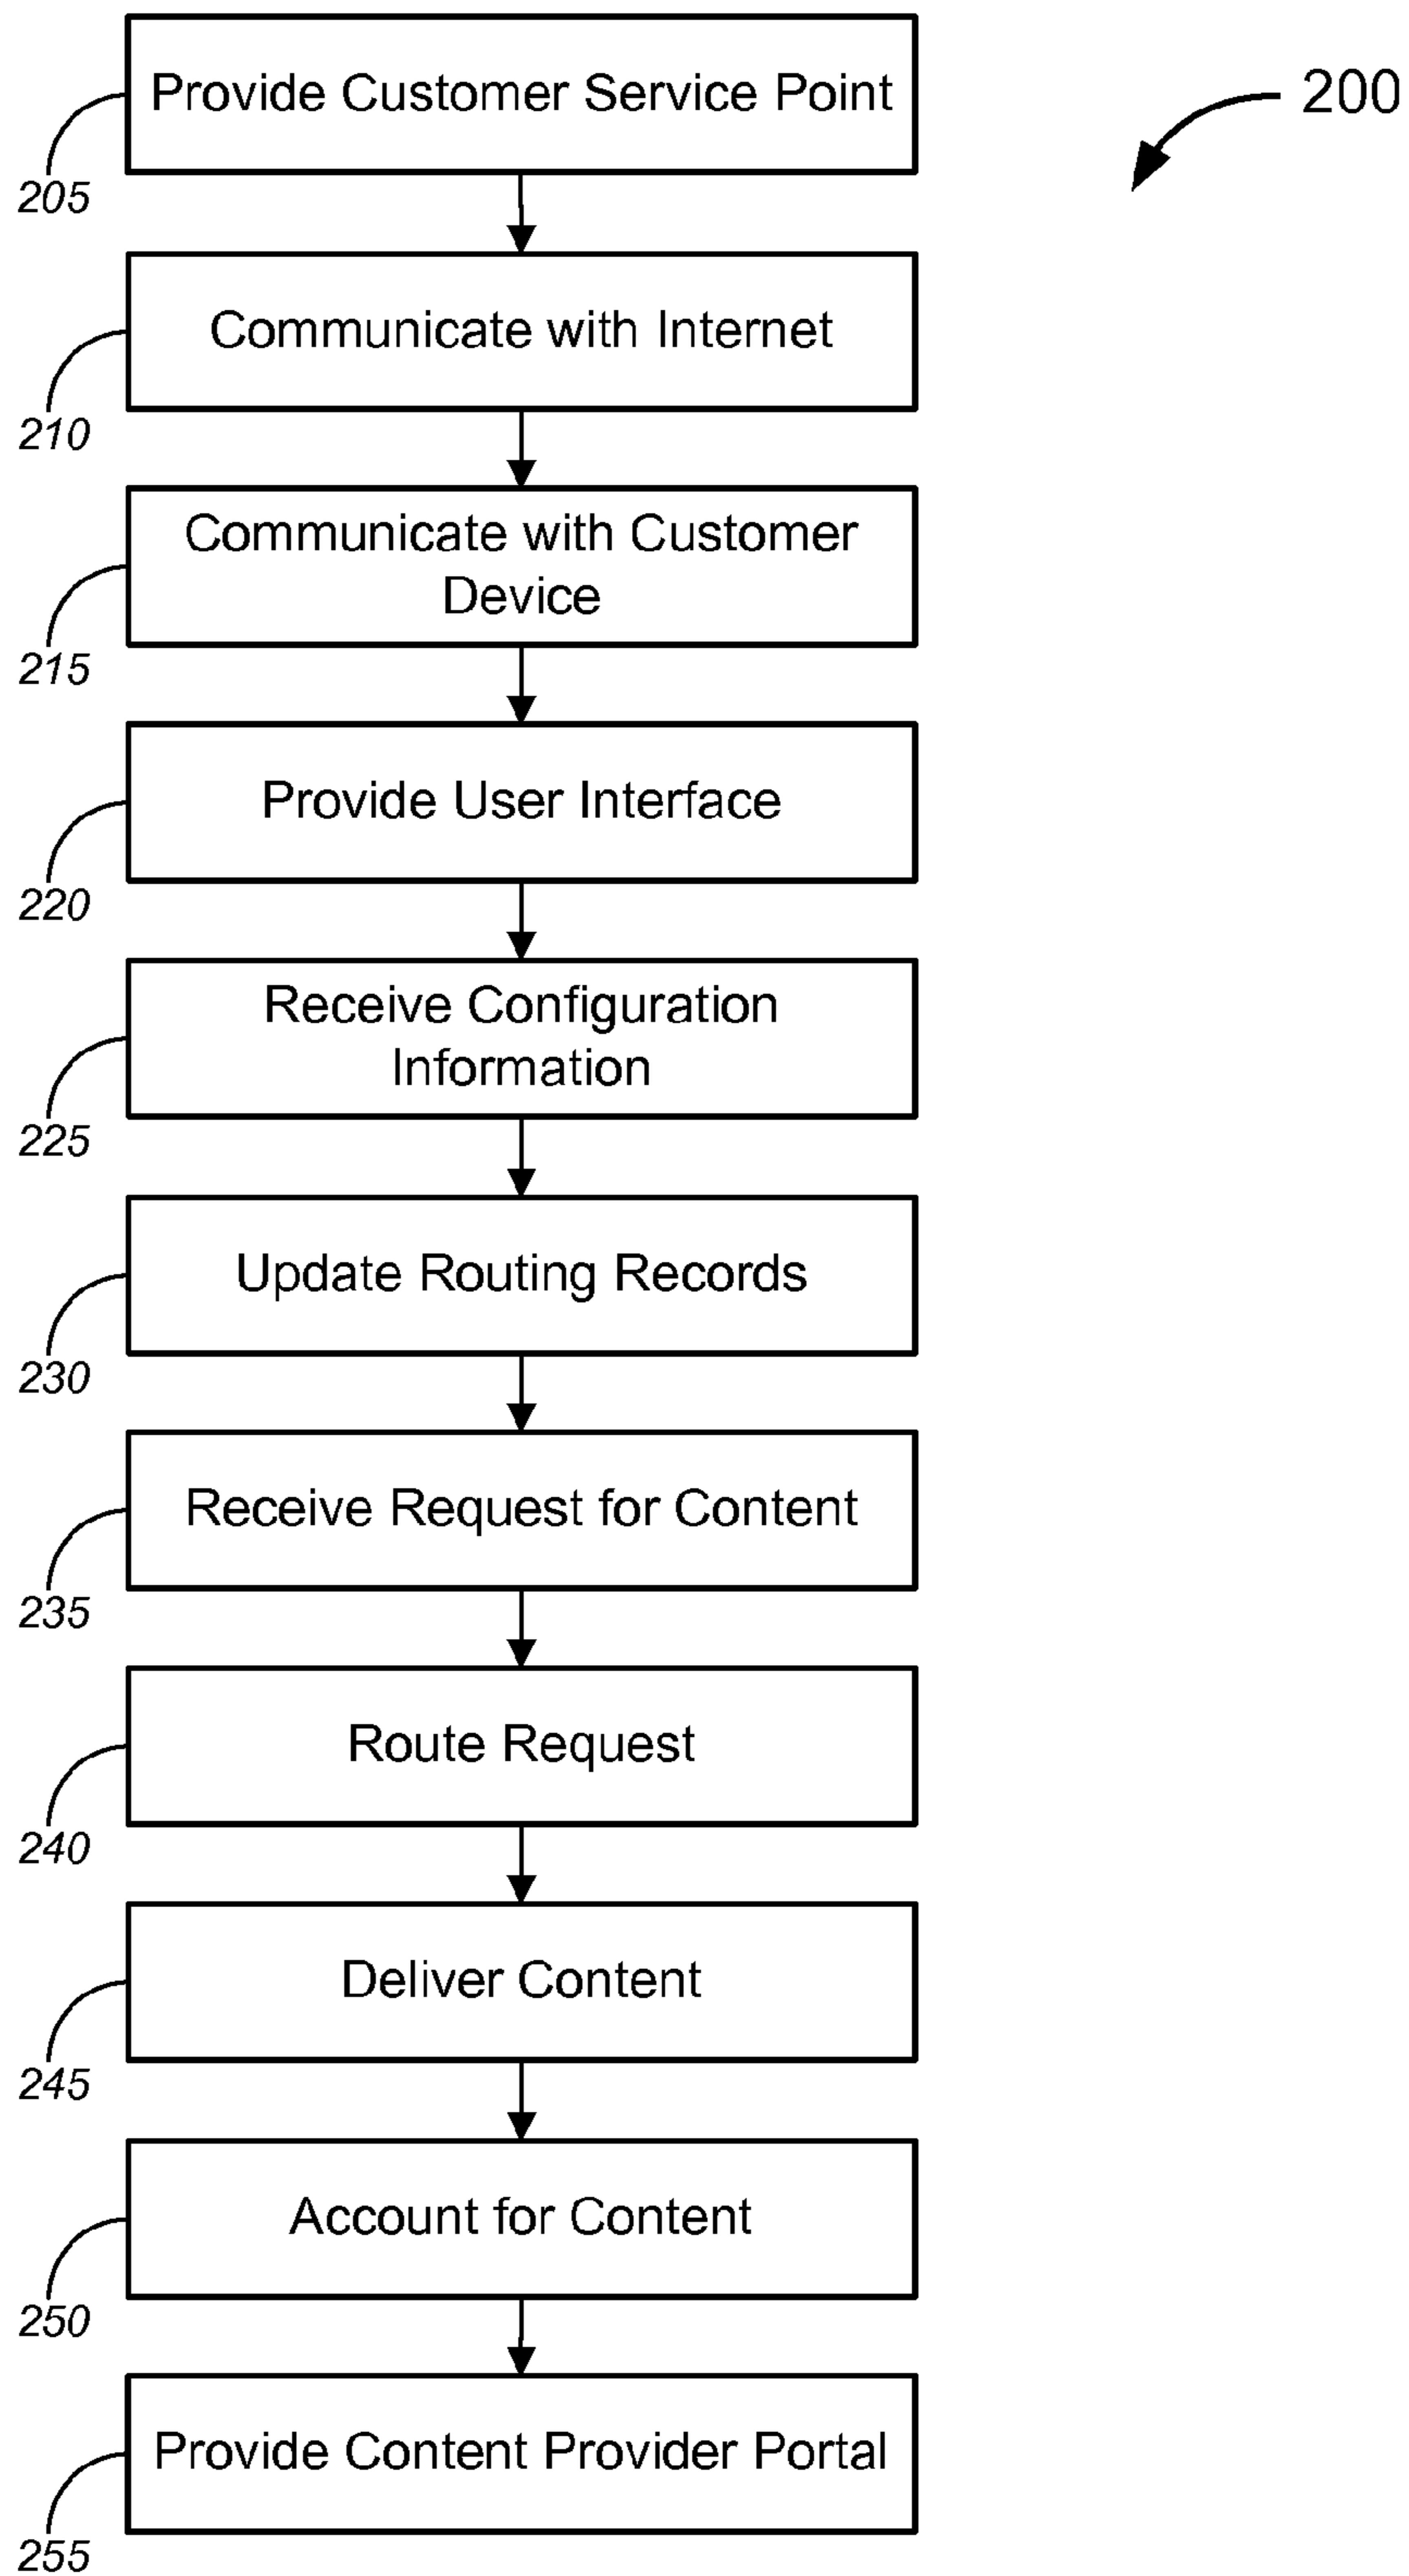 Provide Customer Service Point
200
205
Communicate with Internet
210
Communicate with Customer
Device
215
Provide User Interface
220
Receive Configuration
Information
225
Update Routing Records
230
Receive Request for Content
235
Route Request
240
Deliver Content
245
Account for Content
250
Provide Content Provider Portal
255